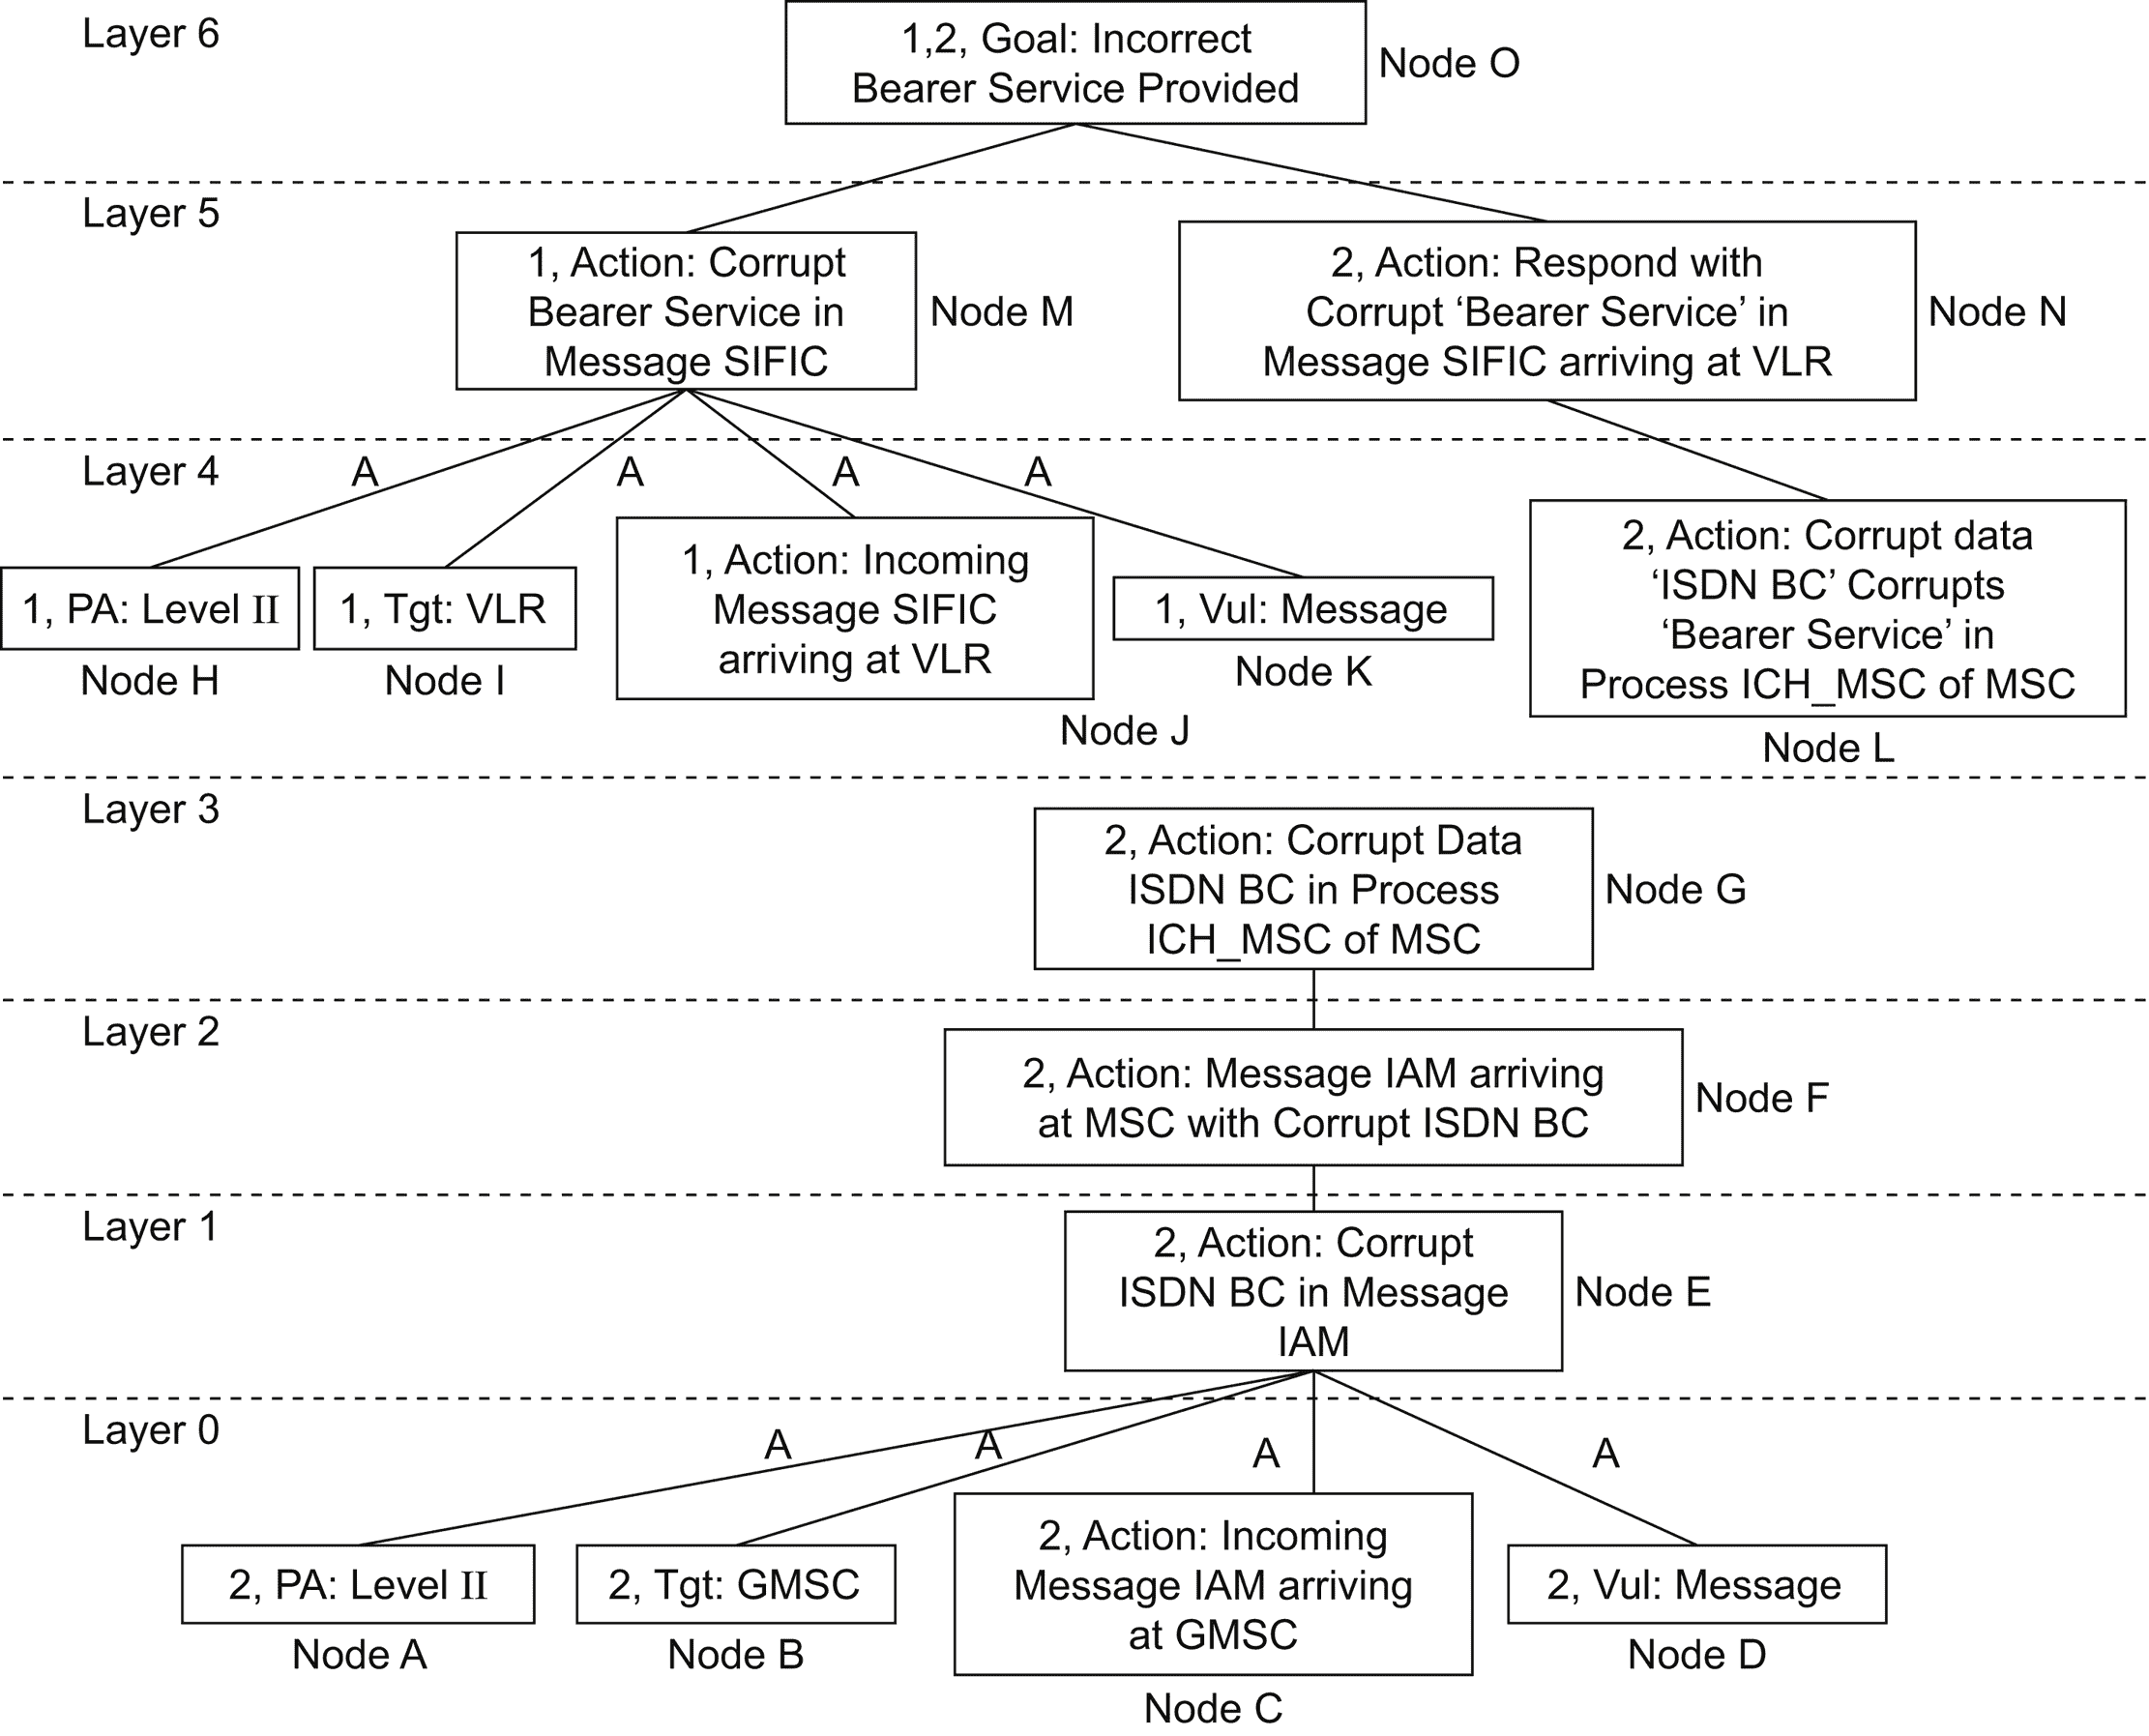 Layer 6
1,2, Goal: Incorrect
Bearer Service Provided
Node O
Layer 5
1, Action: Corrupt
Bearer Service in
Message SIFIC
Node M
2, Action: Respond with
Corrupt ‘Bearer Service’ in
Message SIFIC arriving at VLR
Node N
Layer 4
A
A
A
A
1, PA: Level II
Node H
1, Tgt: VLR
Node I
1, Action: Incoming
Message SIFIC
arriving at VLR
Node J
1, Vul: Message
Node K
2, Action: Corrupt data
‘ISDN BC’ Corrupts
‘Bearer Service’ in
Process ICH_MSC of MSC
Node L
Layer 3
2, Action: Corrupt Data
ISDN BC in Process
ICH_MSC of MSC
Node G
Layer 2
2, Action: Message IAM arriving
at MSC with Corrupt ISDN BC
Node F
Layer 1
2, Action: Corrupt
ISDN BC in Message
IAM
Node E
Layer 0
A
A
A
A
2, PA: Level II
Node A
2, Tgt: GMSC
Node B
2, Action: Incoming
Message IAM arriving
at GMSC
Node C
2, Vul: Message
Node D